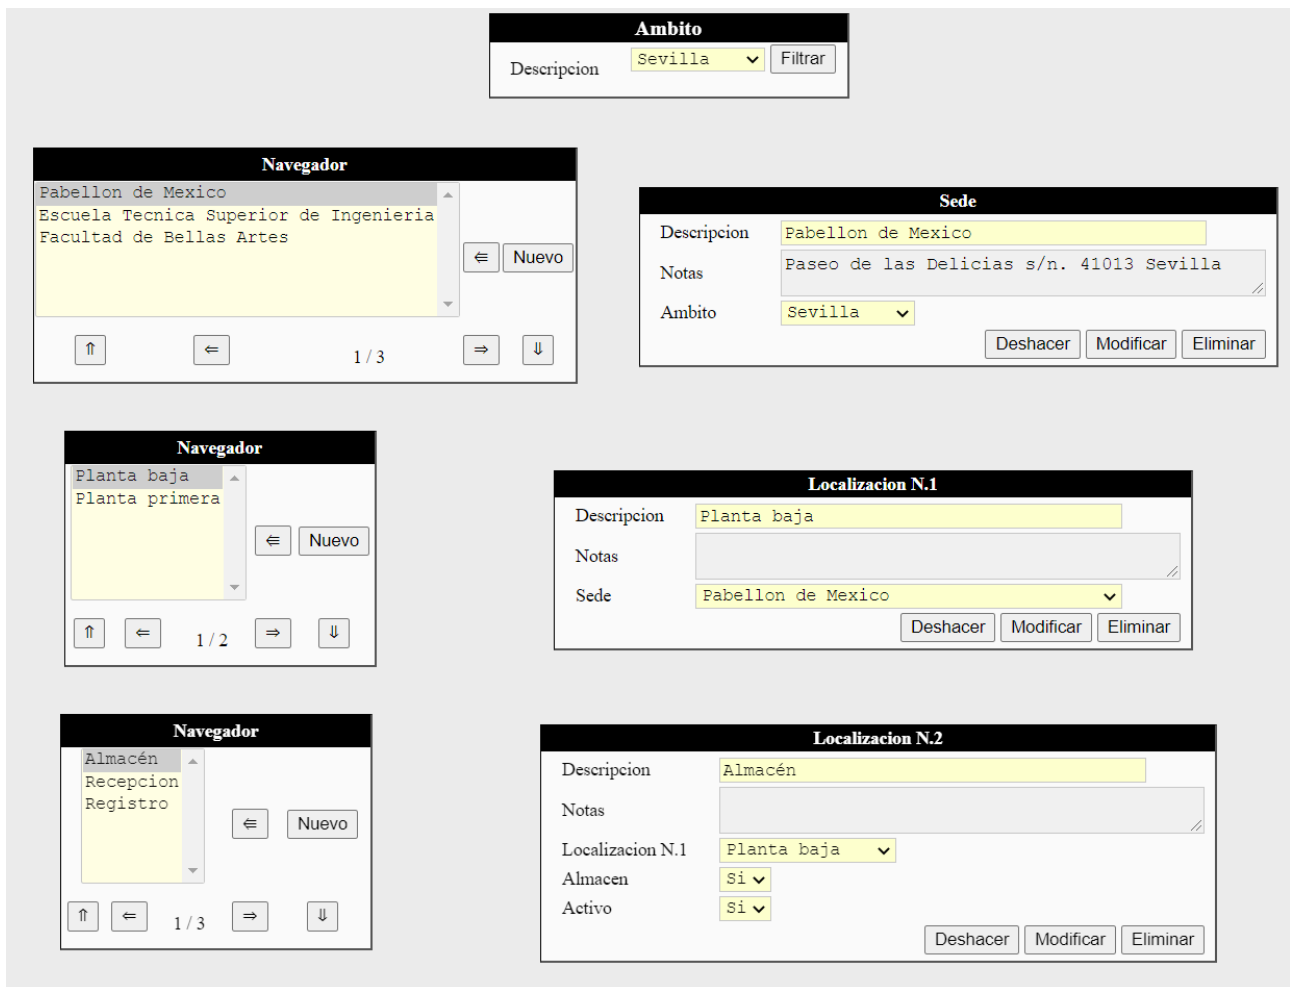 Ambito
Descripcion Sevilla Filtrar
Navegador
Pabellon de Mexico
Escuela Tecnica Superior de Ingenieria
Facultad de Bellas Artes
⇚ Nuevo
⇑ ⇐ 1 / 3 ⇒ ⇓
Sede
Descripcion Pabellon de Mexico
Notas Paseo de las Delicias s/n. 41013 Sevilla
Ambito Sevilla
Deshacer Modificar Eliminar
Navegador
Planta baja
Planta primera
⇚ Nuevo
⇑ ⇐ 1 / 2 ⇒ ⇓
Localizacion N.1
Descripcion Planta baja
Notas
Sede Pabellon de Mexico
Deshacer Modificar Eliminar
Navegador
Almacén
Recepcion
Registro
⇚ Nuevo
⇑ ⇐ 1 / 3 ⇒ ⇓
Localizacion N.2
Descripcion Almacén
Notas
Localizacion N.1 Planta baja
Almacen Si
Activo Si
Deshacer Modificar Eliminar